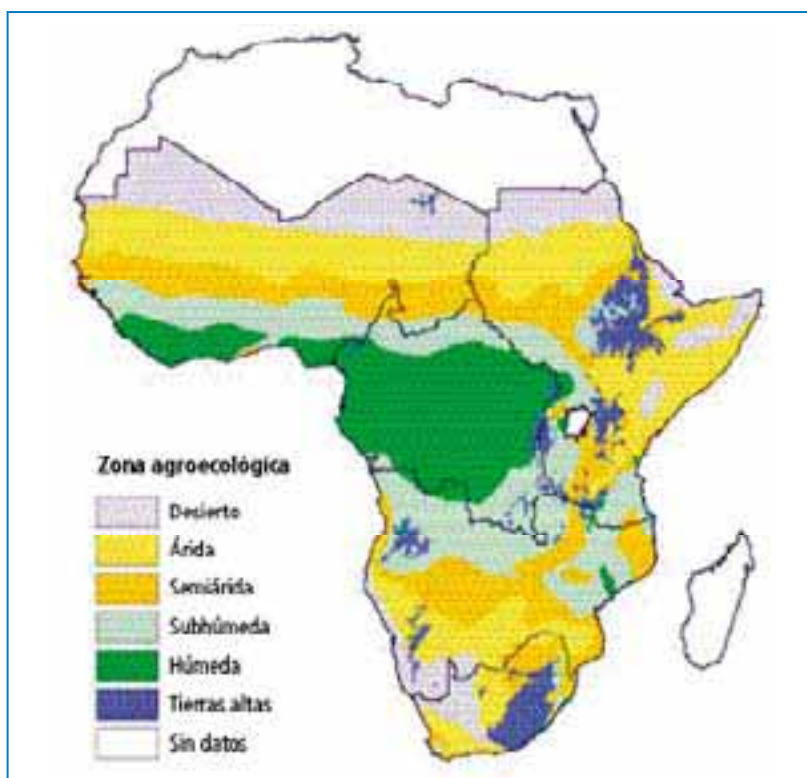 Zona agroecológica
Desierto
Árida
Semiárida
Subhúmeda
Húmeda
Tierras altas
Sin datos